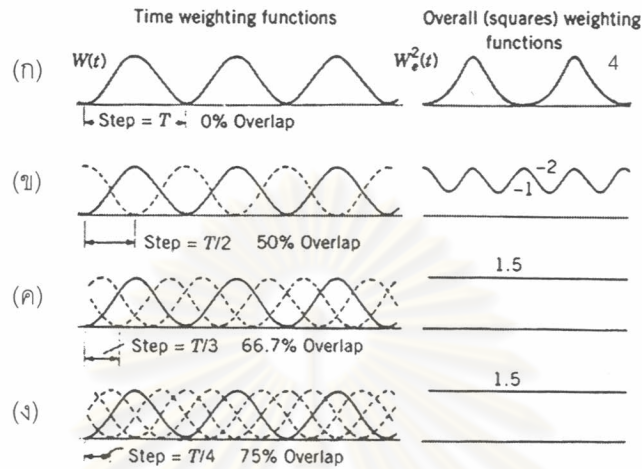 Time weighting functions
Overall (squares) weighting
functions
(ก)
W(t)
Wₑ²(t)
4
Step = T 0% Overlap
(ข)
-2
-1
Step = T/2 50% Overlap
(ค)
1.5
Step = T/3 66.7% Overlap
(ง)
1.5
Step = T/4 75% Overlap